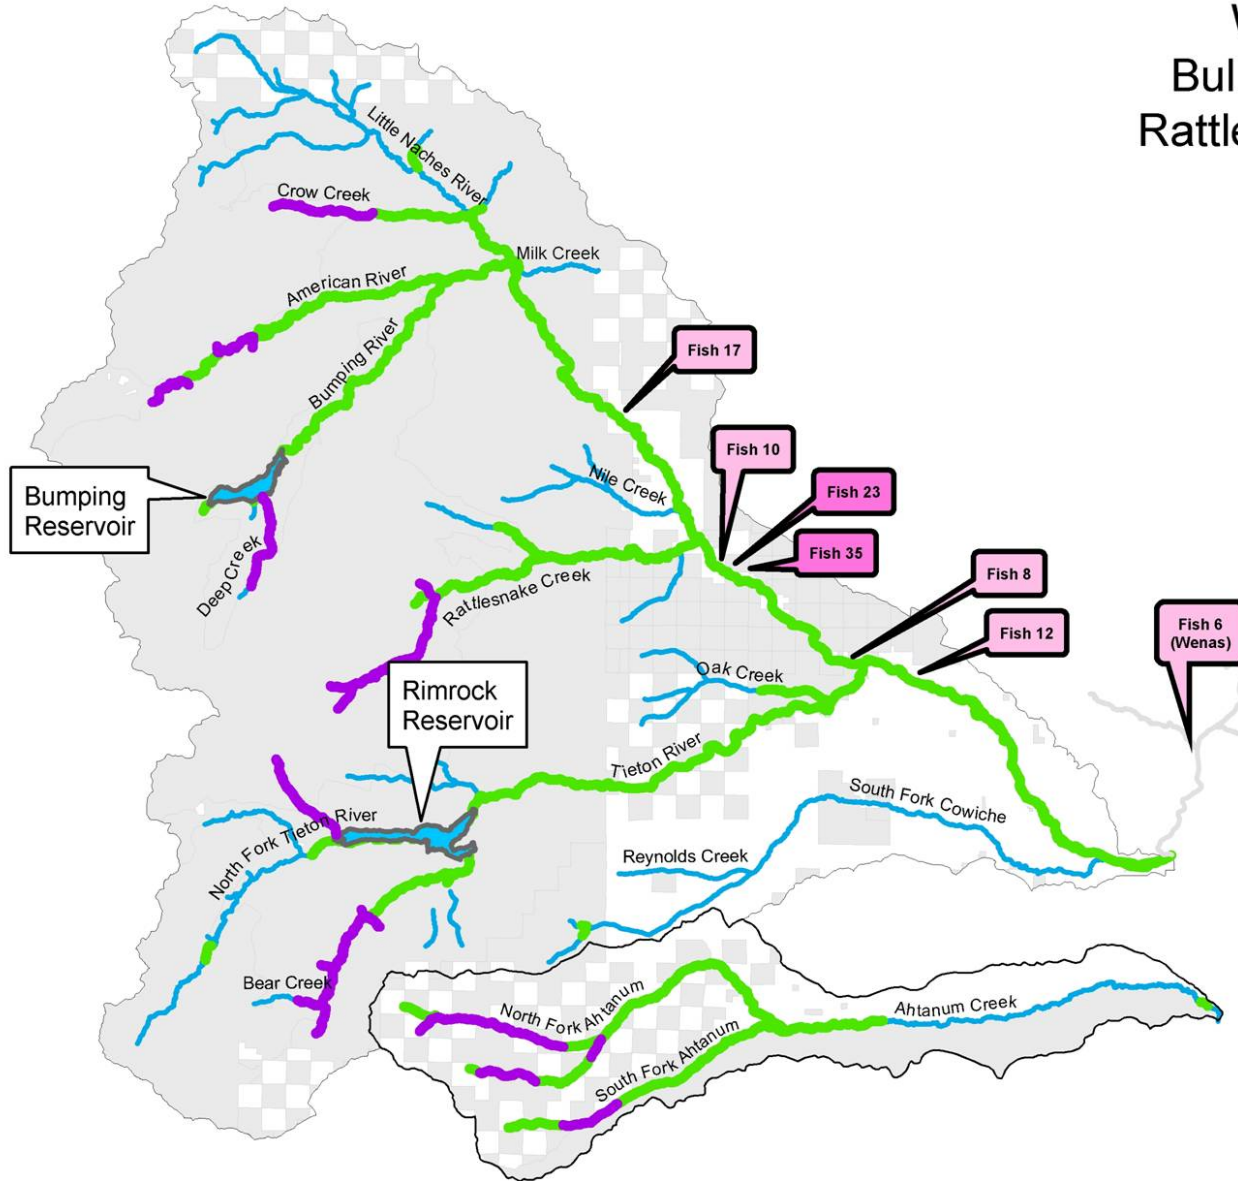 Bul
Rattle
Little Naches River
Crow Creek
Milk Creek
American River
Bumping River
Fish 17
Fish 10
Fish 23
Fish 35
Fish 8
Fish 12
Fish 6
(Wenas)
Nile Creek
Bumping
Reservoir
DeepCreek
Rattlesnake Creek
Oak Creek
Rimrock
Reservoir
Tieton River
North Fork Tieton River
South Fork Cowiche
Reynolds Creek
Bear Creek
North Fork Ahtanum
South Fork Ahtanum
Ahtanum Creek